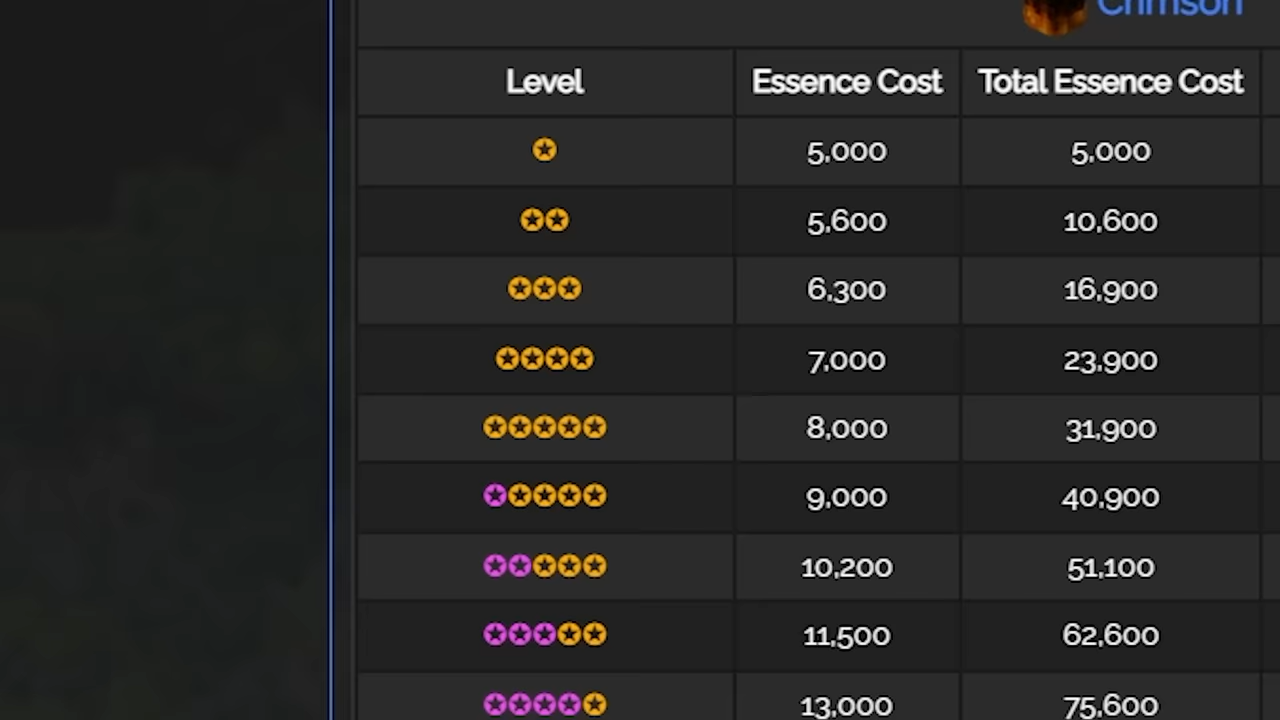 Crimson
Level Essence Cost Total Essence Cost
✪ 5,000 5,000
✪✪ 5,600 10,600
✪✪✪ 6,300 16,900
✪✪✪✪ 7,000 23,900
✪✪✪✪✪ 8,000 31,900
✪✪✪✪✪ 9,000 40,900
✪✪✪✪✪ 10,200 51,100
✪✪✪✪✪ 11,500 62,600
✪✪✪✪✪ 13,000 75,600